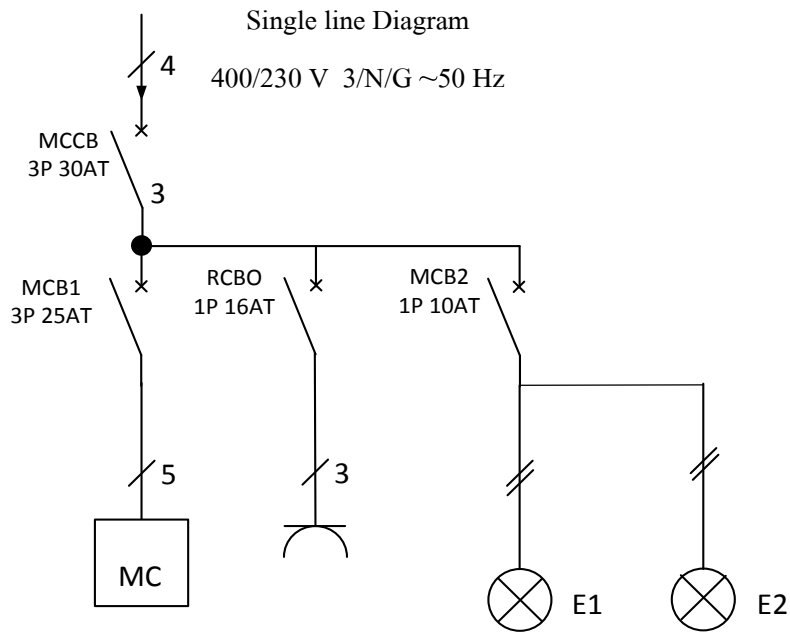 Single line Diagram
4
400/230 V 3/N/G ~50 Hz
MCCB
3P 30AT
3
MCB1
3P 25AT
RCBO
1P 16AT
MCB2
1P 10AT
5
3
MC
E1
E2